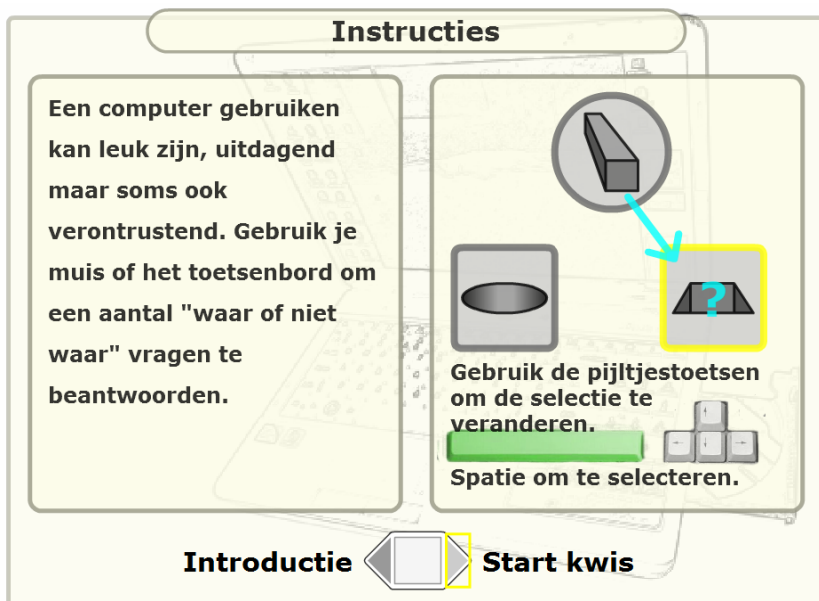 Instructies
Een computer gebruiken
kan leuk zijn, uitdagend
maar soms ook
verontrustend. Gebruik je
muis of het toetsenbord om
een aantal "waar of niet
waar" vragen te
beantwoorden.
?
Gebruik de pijltjestoetsen
om de selectie te
veranderen.
Spatie om te selecteren.
Introductie
Start kwis